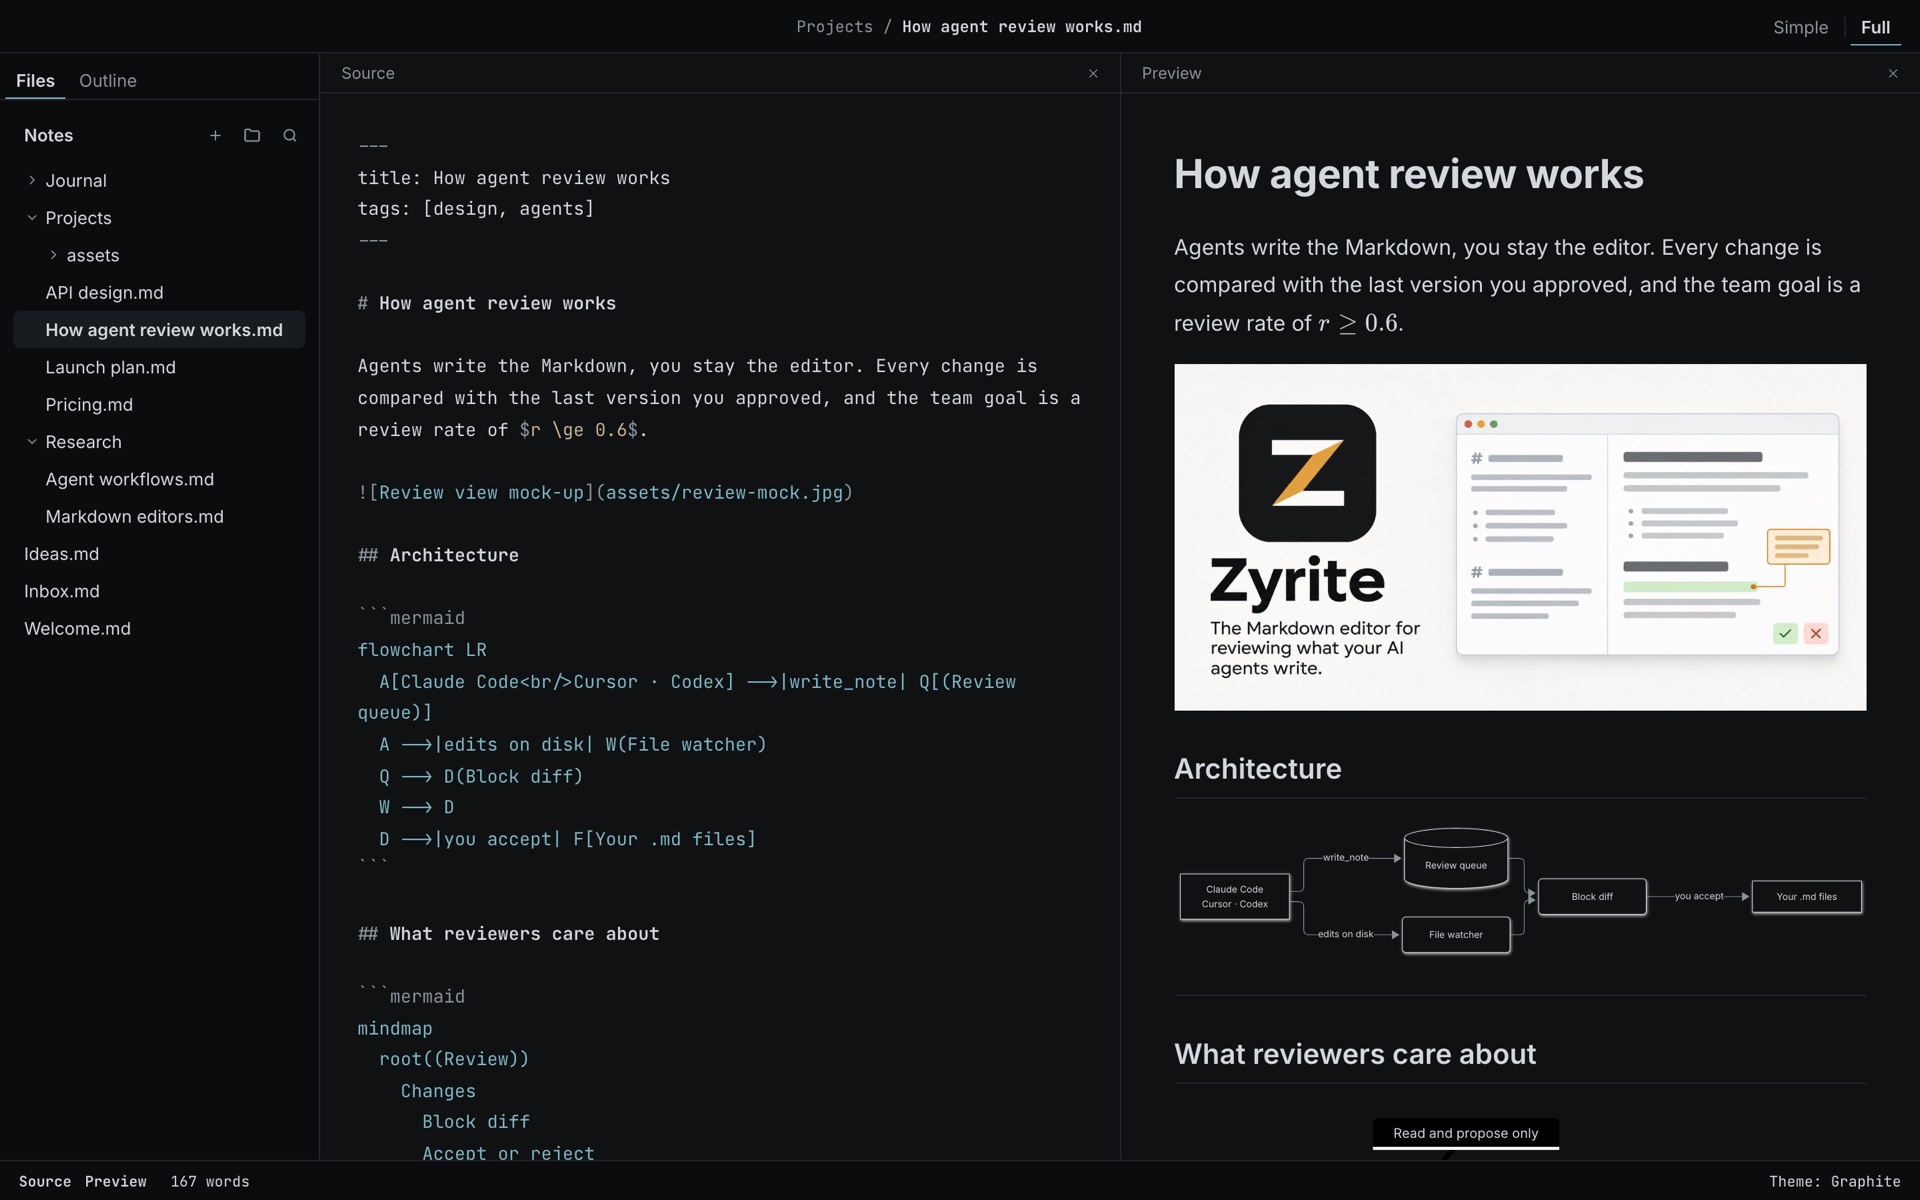 Projects / How agent review works.md
Simple
Full
Files
Outline
Notes
Journal
Projects
assets
API design.md
How agent review works.md
Launch plan.md
Pricing.md
Research
Agent workflows.md
Markdown editors.md
Ideas.md
Inbox.md
Welcome.md
Source
---
title: How agent review works
tags: [design, agents]
---
# How agent review works
Agents write the Markdown, you stay the editor. Every change is
compared with the last version you approved, and the team goal is a
review rate of $r \ge 0.6$.
![Review view mock-up](assets/review-mock.jpg)
## Architecture
```mermaid
flowchart LR
A[Claude Code<br/>Cursor · Codex] -->|write_note| Q[(Review
queue)]
A -->|edits on disk| W(File watcher)
Q --> D(Block diff)
W --> D
D -->|you accept| F[Your .md files]
```
## What reviewers care about
```mermaid
mindmap
root((Review))
Changes
Block diff
Accept or reject
Preview
How agent review works
Agents write the Markdown, you stay the editor. Every change is
compared with the last version you approved, and the team goal is a
review rate of r ≥ 0.6.
Zyrite
The Markdown editor for
reviewing what your AI
agents write.
#
#
Architecture
Claude Code
Cursor · Codex
write_note
Review queue
edits on disk
File watcher
Block diff
you accept
Your .md files
What reviewers care about
Read and propose only
Source Preview 167 words
Theme: Graphite